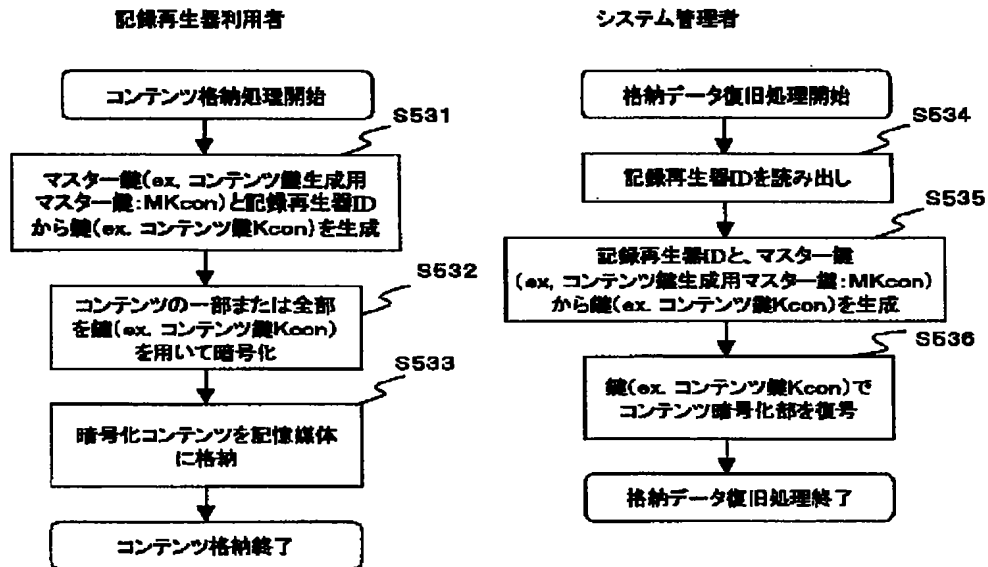 記録再生器利用者
コンテンツ格納処理開始
S531
マスター鍵(ex, コンテンツ鍵生成用
マスター鍵:MKcon)と記録再生器ID
から鍵(ex. コンテンツ鍵Kcon)を生成
S532
コンテンツの一部または全部
を鍵(ex. コンテンツ鍵Kcon)
を用いて暗号化
S533
暗号化コンテンツを記憶媒体
に格納
コンテンツ格納終了
システム管理者
格納データ復旧処理開始
S534
記録再生器IDを読み出し
S535
記録再生器IDと、マスター鍵
(ex, コンテンツ鍵生成用マスター鍵:MKcon)
から鍵(ex. コンテンツ鍵Kcon)を生成
S536
鍵(ex. コンテンツ鍵Kcon)で
コンテンツ暗号化部を復号
格納データ復旧処理終了